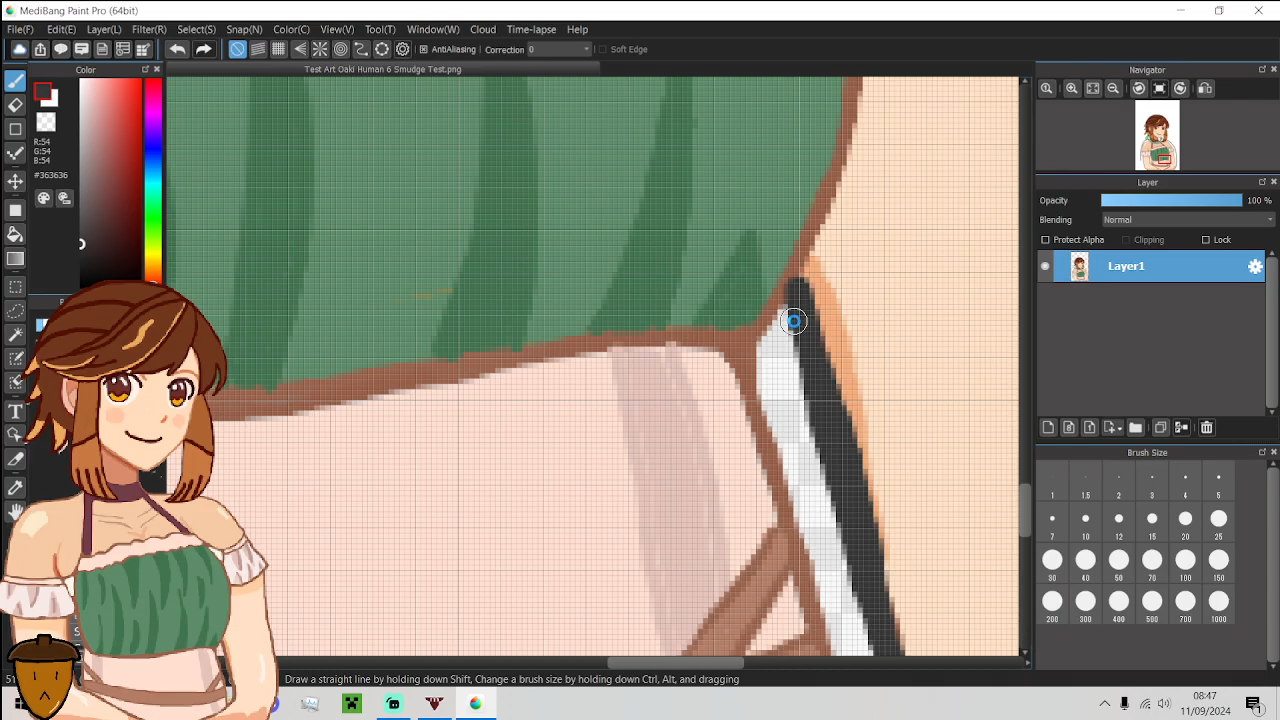 MediBang Paint Pro (64bit)
File(F) Edit(E) Layer(L) Filter(R) Select(S) Snap(N) Color(C) View(V) Tool(T) Window(W) Cloud Time-lapse Help
AntiAliasing Correction 0 Soft Edge
Color
Test Art Oaki Human 6 Smudge Test.png
Navigator
R:54
G:54
B:54
#363636
Layer
Opacity 100 %
Blending Normal
Protect Alpha Clipping Lock
Layer1
Brush Size
1 1.5 2 3 4 5
7 10 12 15 20 25
30 40 50 70 100 150
200 300 400 500 700 1000
T
Draw a straight line by holding down Shift, Change a brush size by holding down Ctrl, Alt, and dragging
08:47
11/09/2024
1